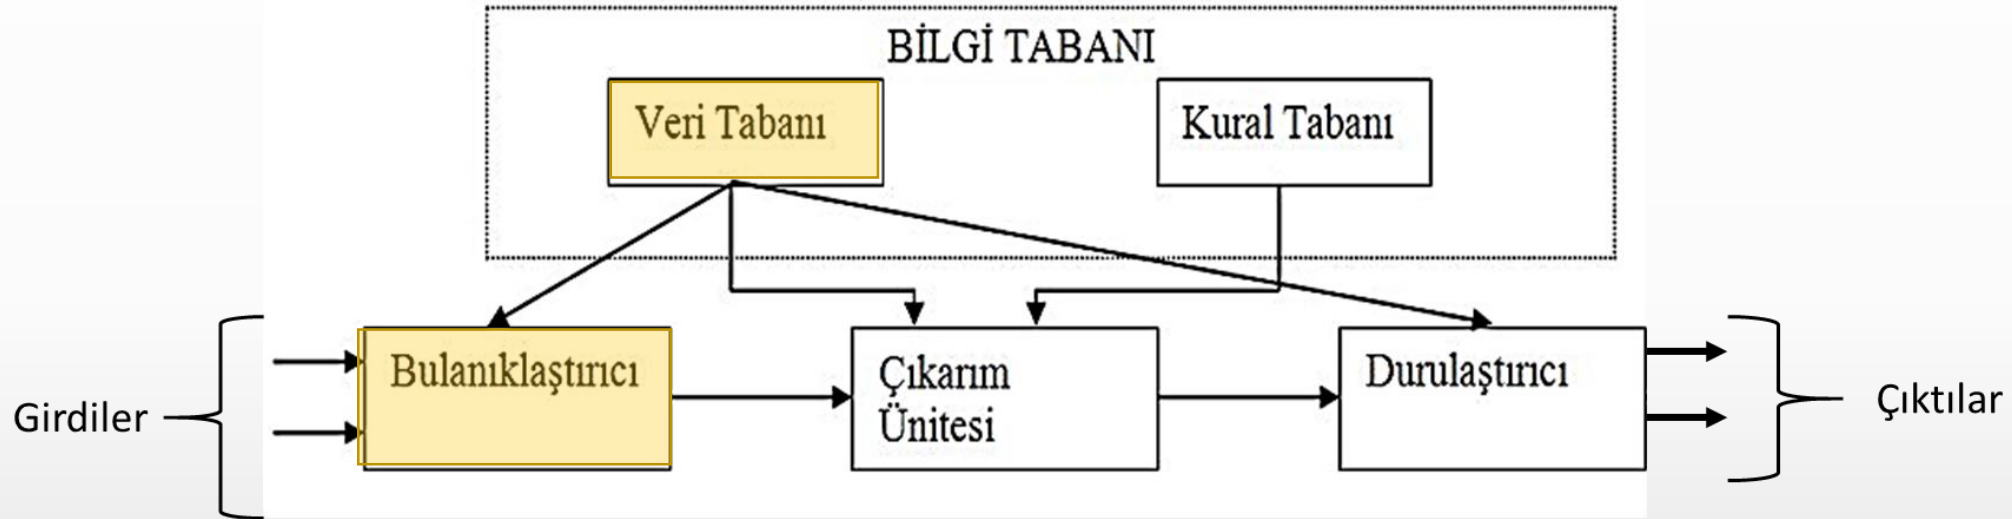 BİLGİ TABANI
Veri Tabanı
Kural Tabanı
Girdiler
Bulanıklaştırıcı
Çıkarım
Ünitesi
Durulaştırıcı
Çıktılar